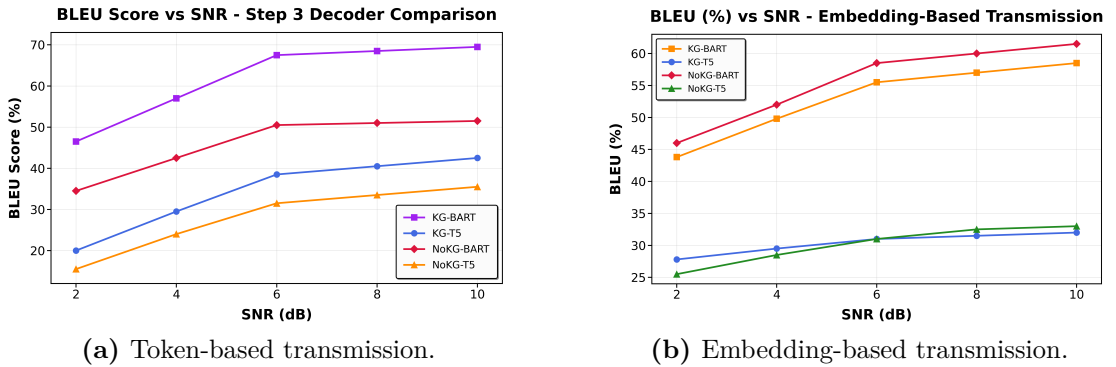 BLEU Score vs SNR - Step 3 Decoder Comparison
BLEU Score (%)
70
60
50
40
30
20
2 4 6 8 10
SNR (dB)
KG-BART
KG-T5
NoKG-BART
NoKG-T5
(a) Token-based transmission.
BLEU (%) vs SNR - Embedding-Based Transmission
BLEU (%)
60
55
50
45
40
35
30
25
2 4 6 8 10
SNR (dB)
KG-BART
KG-T5
NoKG-BART
NoKG-T5
(b) Embedding-based transmission.